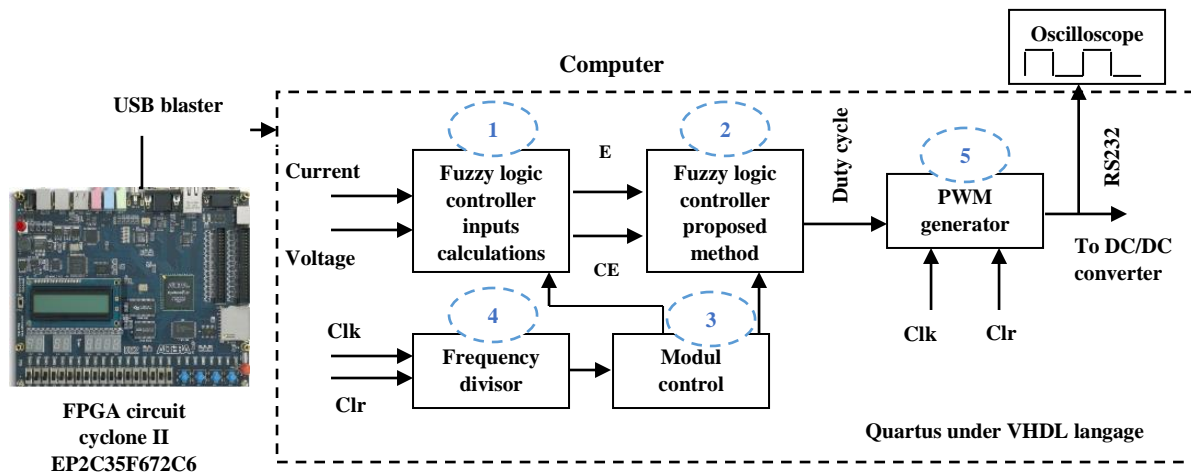 Oscilloscope
Computer
USB blaster
1
2
5
Current
Voltage
Fuzzy logic
controller
inputs
calculations
E
CE
Fuzzy logic
controller
proposed
method
Duty cycle
PWM
generator
RS232
To DC/DC
converter
Clk
Clr
4
3
Clk
Clr
Frequency
divisor
Modul
control
FPGA circuit
cyclone II
EP2C35F672C6
Quartus under VHDL langage